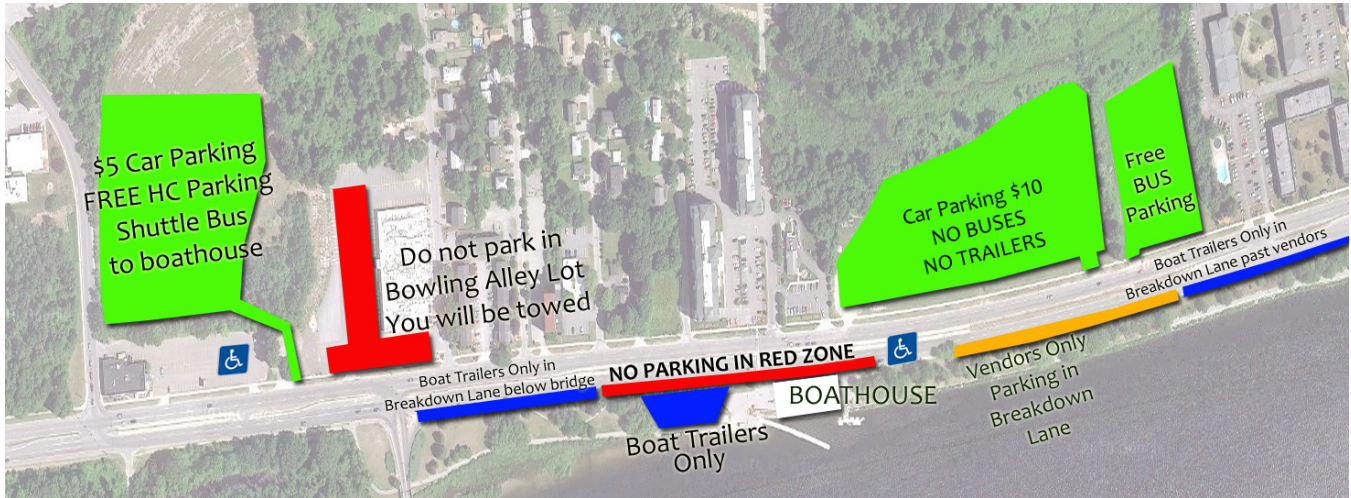 $5 Car Parking
FREE HC Parking
Shuttle Bus
to boathouse
Do not park in
Bowling Alley Lot
You will be towed
Car Parking $10
NO BUSES
NO TRAILERS
Free
BUS
Parking
Boat Trailers Only in
Breakdown Lane past vendors
Boat Trailers Only in
Breakdown Lane below bridge
NO PARKING IN RED ZONE
BOATHOUSE
Boat Trailers
Only
Vendors Only
Parking in
Breakdown
Lane